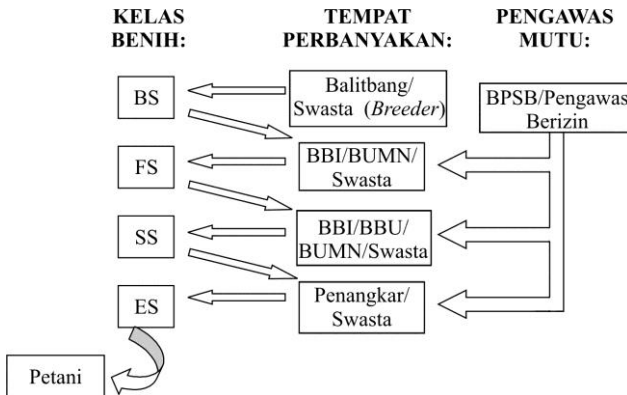 KELAS
BENIH:
TEMPAT
PERBANYAKAN:
PENGAWAS
MUTU:
BS
Balitbang/
Swasta (Breeder)
BPSB/Pengawas
Berizin
FS
BBI/BUMN/
Swasta
SS
BBI/BBU/
BUMN/Swasta
ES
Penangkar/
Swasta
Petani